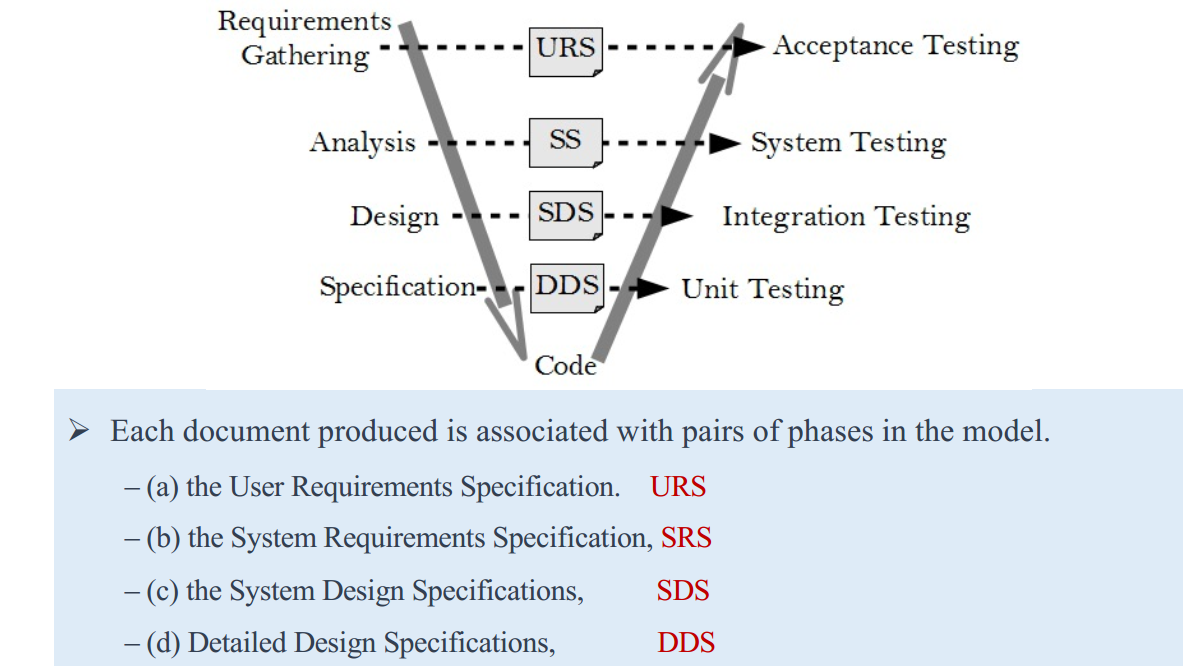 Requirements
Gathering
URS
Acceptance Testing
Analysis
SS
System Testing
Design
SDS
Integration Testing
Specification
DDS
Unit Testing
Code
➢ Each document produced is associated with pairs of phases in the model.
– (a) the User Requirements Specification. URS
– (b) the System Requirements Specification, SRS
– (c) the System Design Specifications, SDS
– (d) Detailed Design Specifications, DDS